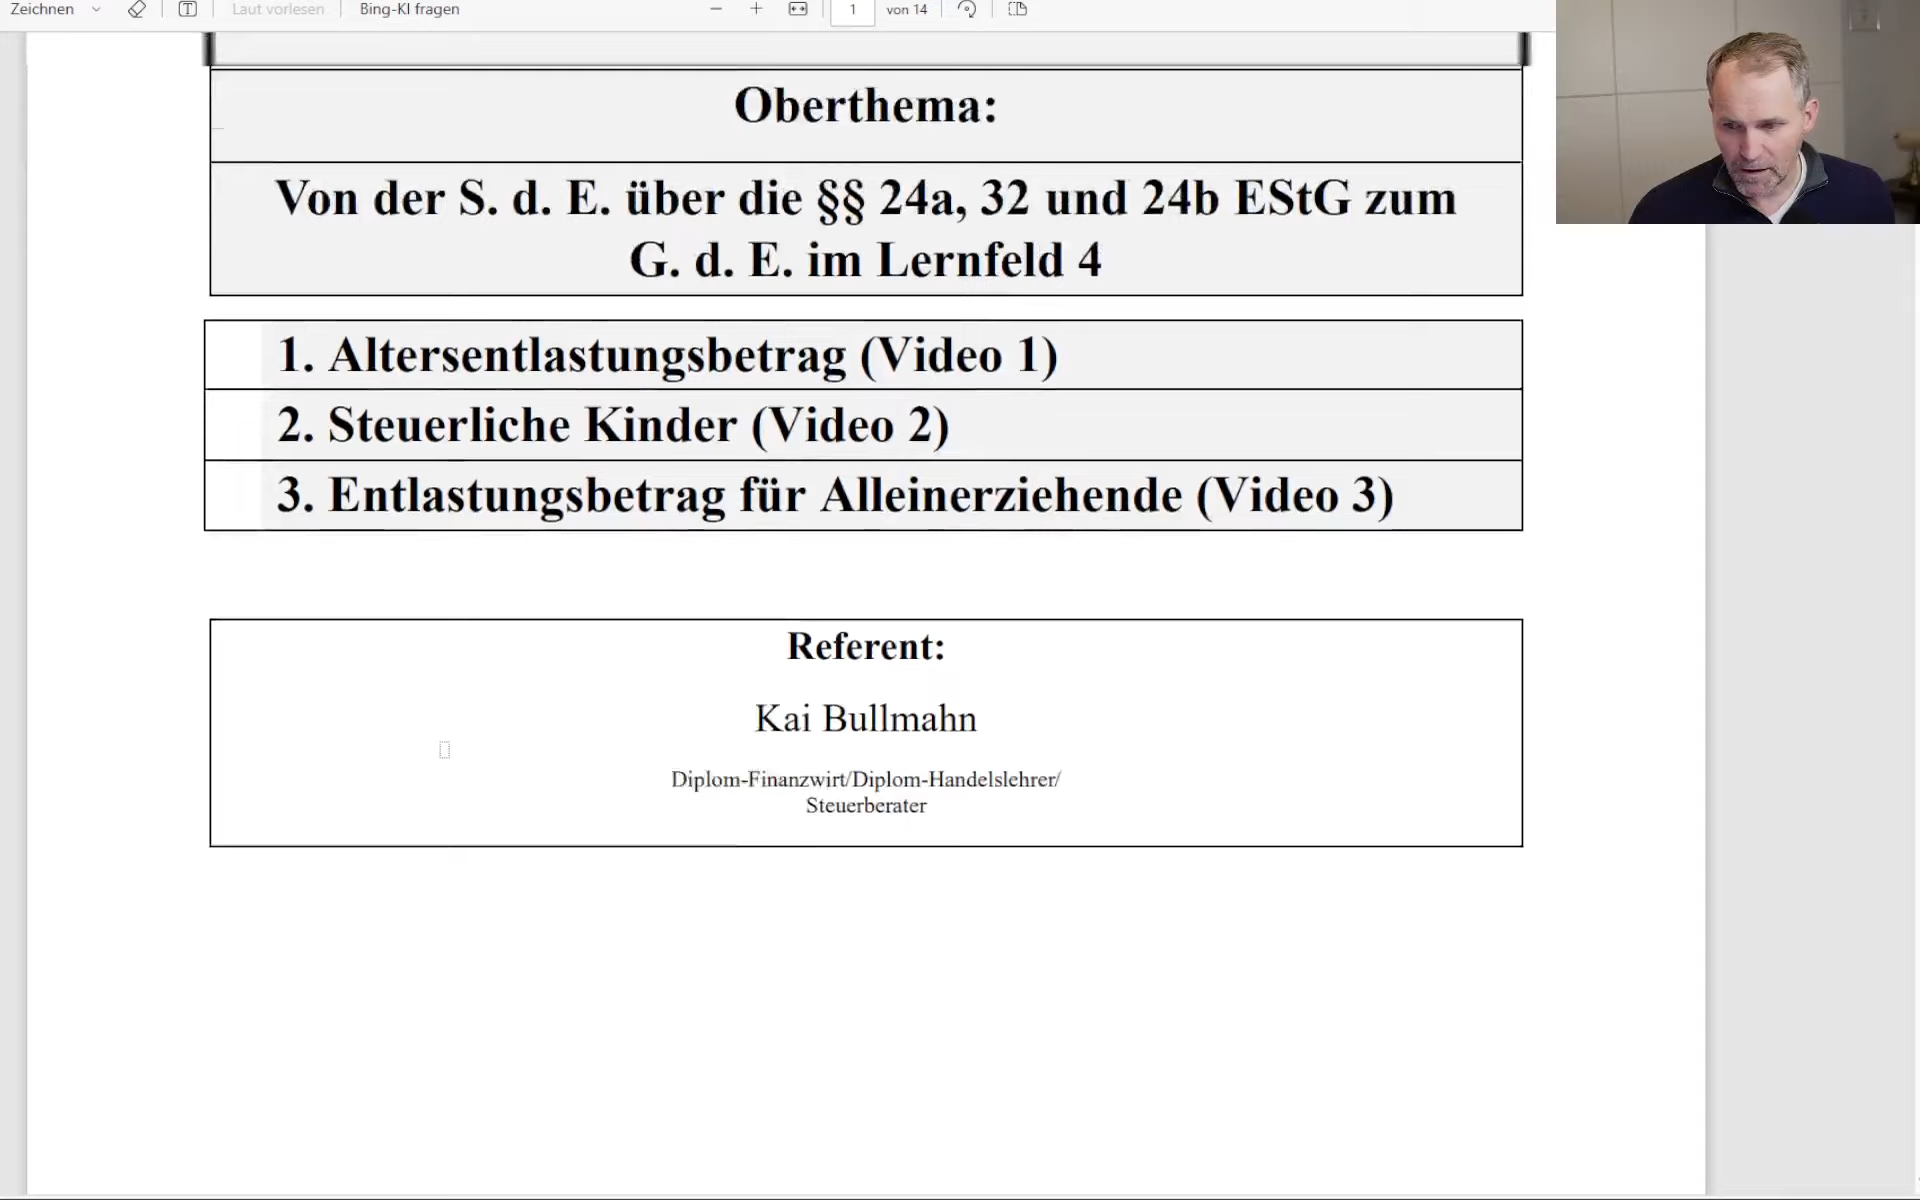 Zeichnen
Laut vorlesen
Bing-KI fragen
1 von 14
Oberthema:
Von der S. d. E. über die §§ 24a, 32 und 24b EStG zum
G. d. E. im Lernfeld 4
1. Altersentlastungsbetrag (Video 1)
2. Steuerliche Kinder (Video 2)
3. Entlastungsbetrag für Alleinerziehende (Video 3)
Referent:
Kai Bullmahn
Diplom-Finanzwirt/Diplom-Handelslehrer/
Steuerberater